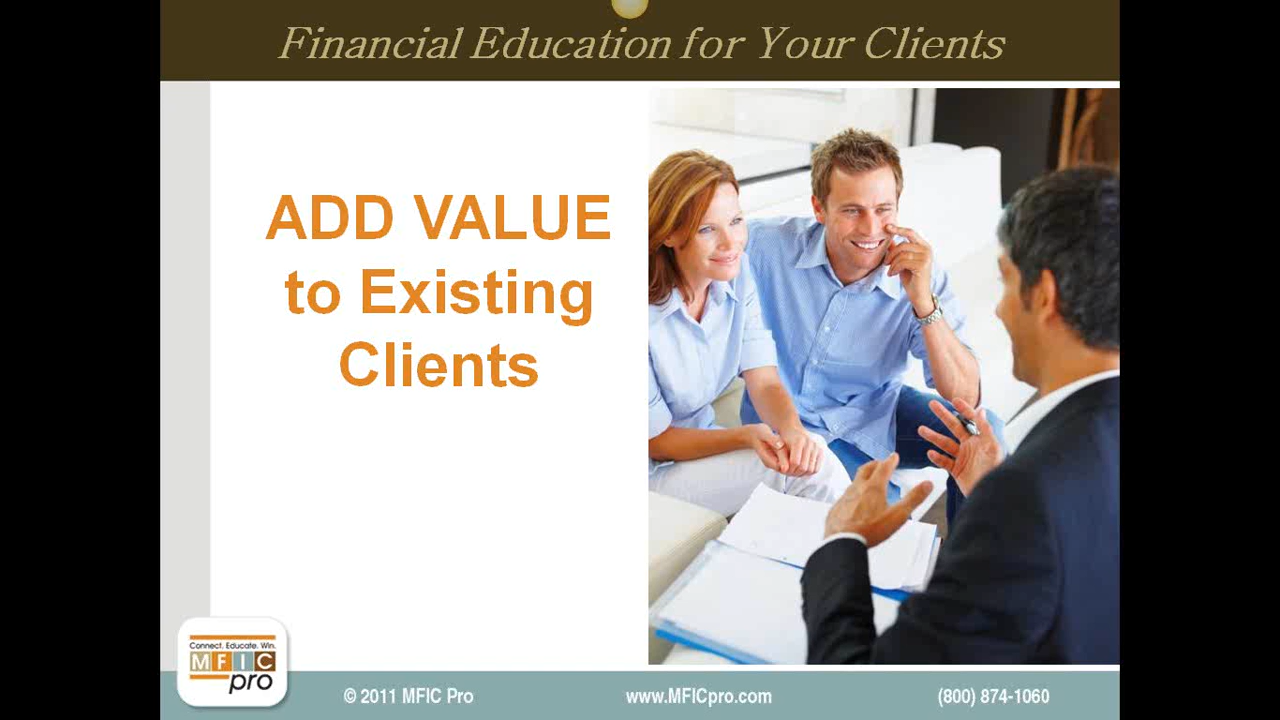 Financial Education for Your Clients
ADD VALUE
to Existing
Clients
Connect. Educate. Win.
MFIC
pro
© 2011 MFIC Pro
www.MFICpro.com
(800) 874-1060